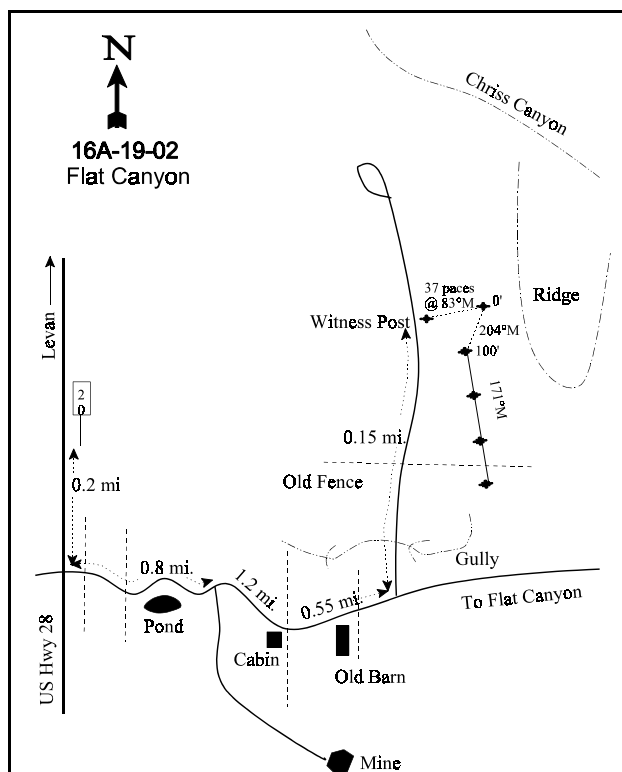 N
16A-19-02
Flat Canyon
Chriss Canyon
Levan
37 paces
@ 83°M
0'
Ridge
Witness Post
204°M
100'
171°M
2
0
0.15 mi.
0.2 mi
Old Fence
Gully
0.8 mi.
1.2 mi.
0.55 mi.
To Flat Canyon
Pond
Cabin
Old Barn
US Hwy 28
Mine